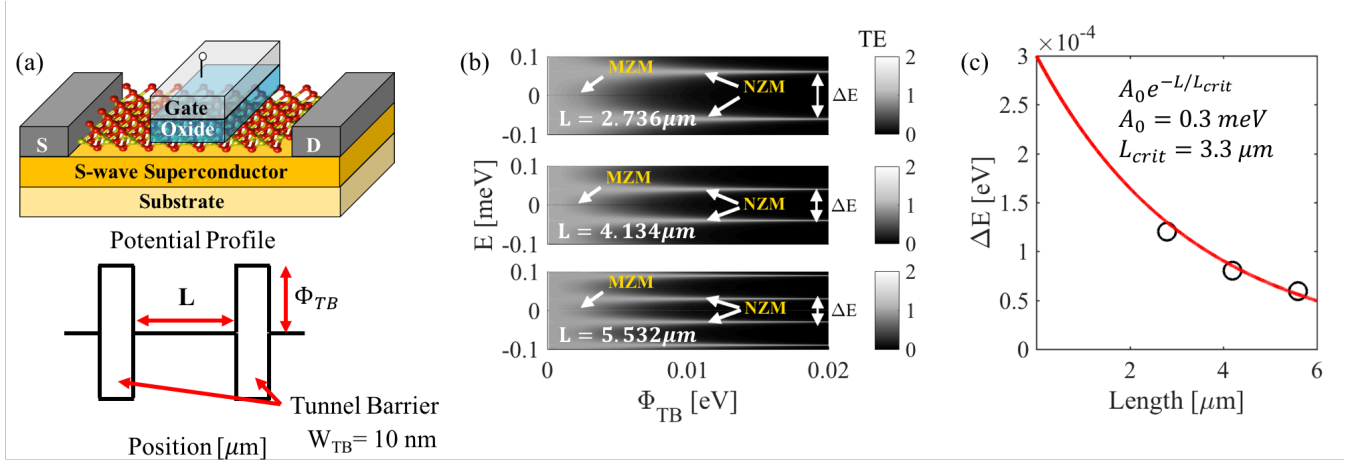 (a)
Gate
Oxide
S
D
S-wave Superconductor
Substrate
Potential Profile
L
Φ_TB
Tunnel Barrier
W_TB= 10 nm
Position [μm]
(b)
TE
E [meV]
0.1
0
-0.1
MZM
NZM
ΔE
L = 2.736μm
2
1
0
0.1
0
-0.1
MZM
NZM
ΔE
L = 4.134μm
2
1
0
0.1
0
-0.1
MZM
NZM
ΔE
L = 5.532μm
2
1
0
0
0.01
0.02
Φ_TB [eV]
(c)
×10⁻⁴
3
2.5
2
1.5
1
0.5
0
ΔE [eV]
A₀e^(-L/L_crit)
A₀ = 0.3 meV
L_crit = 3.3 μm
2
4
6
Length [μm]